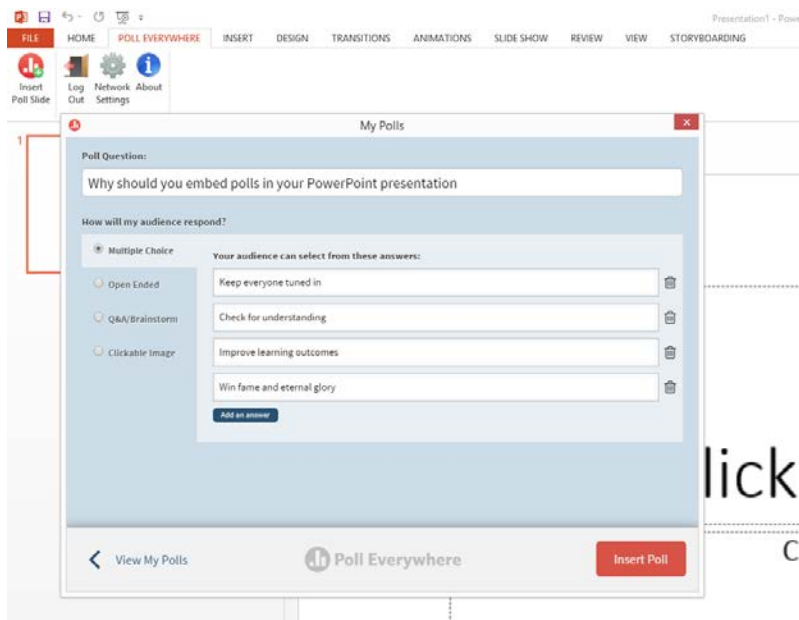 Presentation1 - Powe
FILE HOME POLL EVERYWHERE INSERT DESIGN TRANSITIONS ANIMATIONS SLIDE SHOW REVIEW VIEW STORYBOARDING
Insert
Poll Slide
Log
Out
Network
Settings
About
1
My Polls
Poll Question:
Why should you embed polls in your PowerPoint presentation
How will my audience respond?
Multiple Choice
Open Ended
Q&A/Brainstorm
Clickable Image
Your audience can select from these answers:
Keep everyone tuned in
Check for understanding
Improve learning outcomes
Win fame and eternal glory
Add an answer
lick
C
View My Polls
Poll Everywhere
Insert Poll